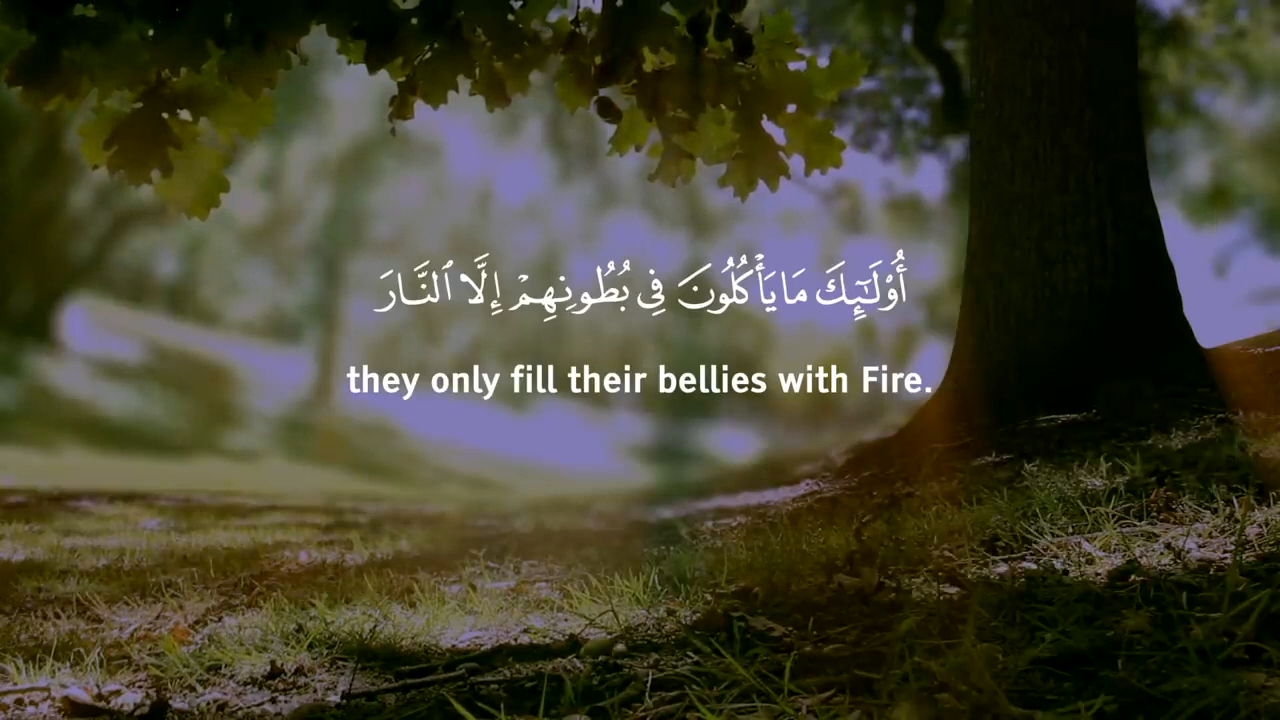 أُو۟لَـٰٓئِكَ مَا يَأْكُلُونَ فِى بُطُونِهِمْ إِلَّا ٱلنَّارَ
they only fill their bellies with Fire.